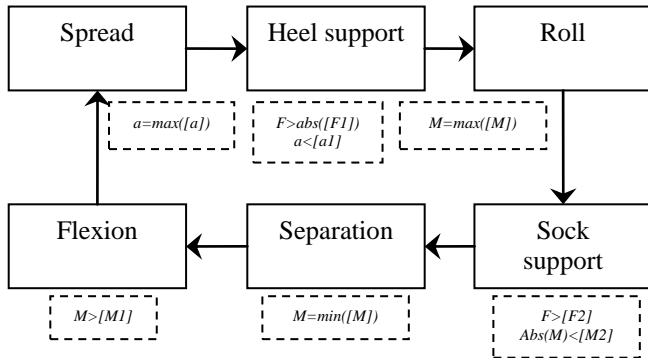 Spread
Heel support
Roll
a=max([a])
F>abs([F1])
a<[a1]
M=max([M])
Flexion
Separation
Sock
support
M>[M1]
M=min([M])
F>[F2]
Abs(M)<[M2]